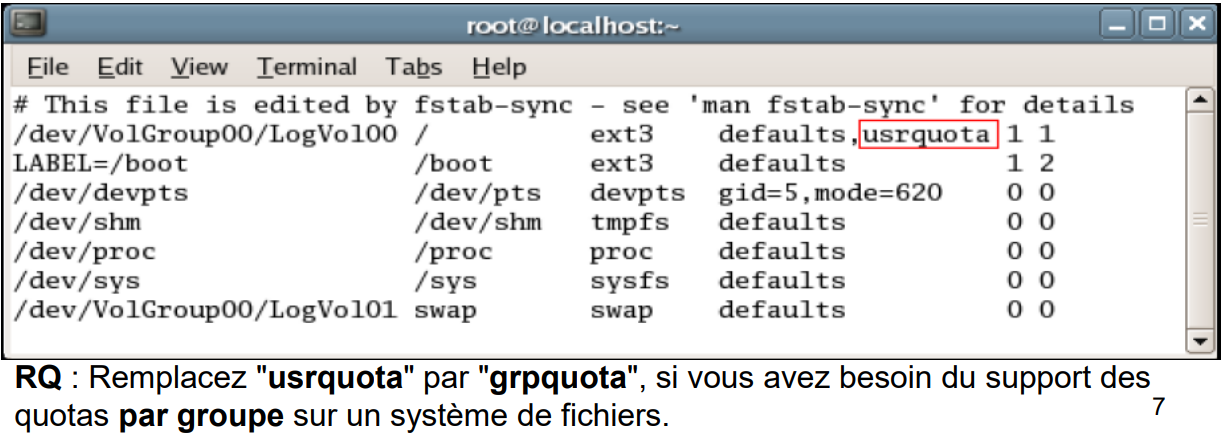 root@localhost:~
File Edit View Terminal Tabs Help
# This file is edited by fstab-sync - see 'man fstab-sync' for details
/dev/VolGroup00/LogVol00 / ext3 defaults,usrquota 1 1
LABEL=/boot /boot ext3 defaults 1 2
/dev/devpts /dev/pts devpts gid=5,mode=620 0 0
/dev/shm /dev/shm tmpfs defaults 0 0
/dev/proc /proc proc defaults 0 0
/dev/sys /sys sysfs defaults 0 0
/dev/VolGroup00/LogVol01 swap swap defaults 0 0
RQ : Remplacez "usrquota" par "grpquota", si vous avez besoin du support des
quotas par groupe sur un système de fichiers.
7